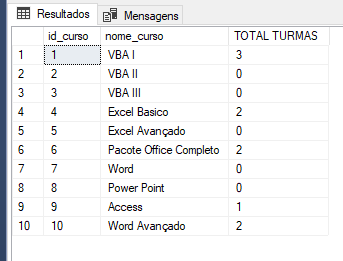 Resultados Mensagens
id_curso nome_curso TOTAL TURMAS
1 1 VBA I 3
2 2 VBA II 0
3 3 VBA III 0
4 4 Excel Basico 2
5 5 Excel Avançado 0
6 6 Pacote Office Completo 2
7 7 Word 0
8 8 Power Point 0
9 9 Access 1
10 10 Word Avançado 2